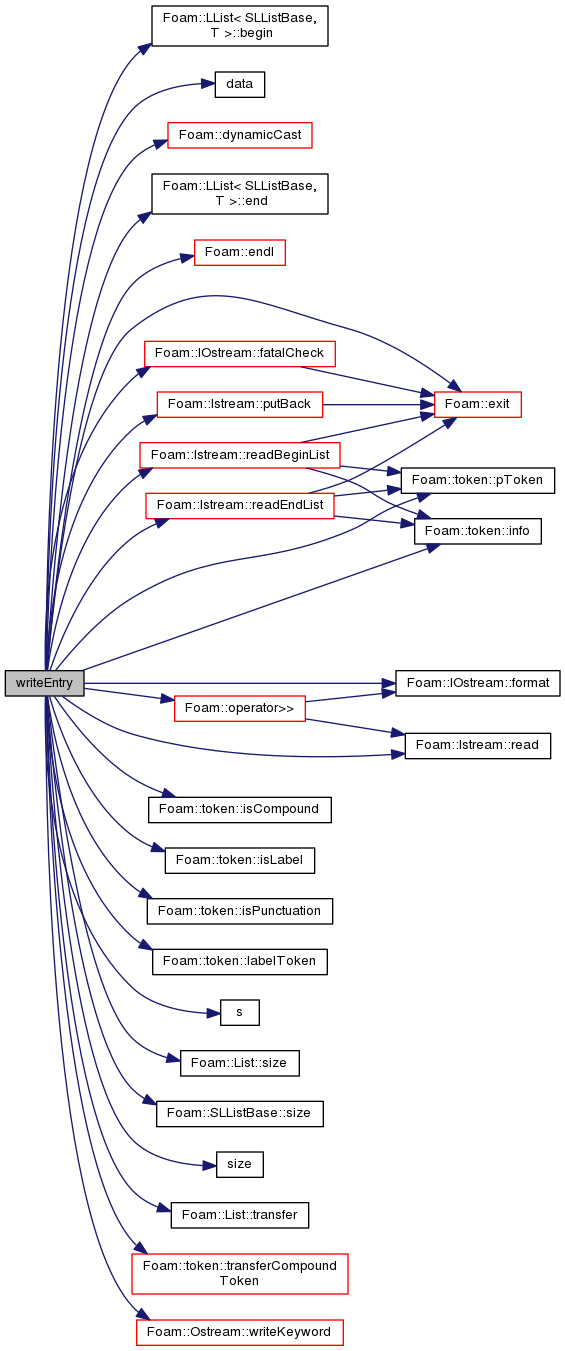 Foam::LList< SLListBase,
T >::begin
data
Foam::dynamicCast
Foam::LList< SLListBase,
T >::end
Foam::endl
Foam::IOstream::fatalCheck
Foam::exit
Foam::Istream::putBack
Foam::Istream::readBeginList
Foam::token::pToken
Foam::Istream::readEndList
Foam::token::info
writeEntry
Foam::IOstream::format
Foam::operator>>
Foam::Istream::read
Foam::token::isCompound
Foam::token::isLabel
Foam::token::isPunctuation
Foam::token::labelToken
s
Foam::List::size
Foam::SLListBase::size
size
Foam::List::transfer
Foam::token::transferCompound
Token
Foam::Ostream::writeKeyword